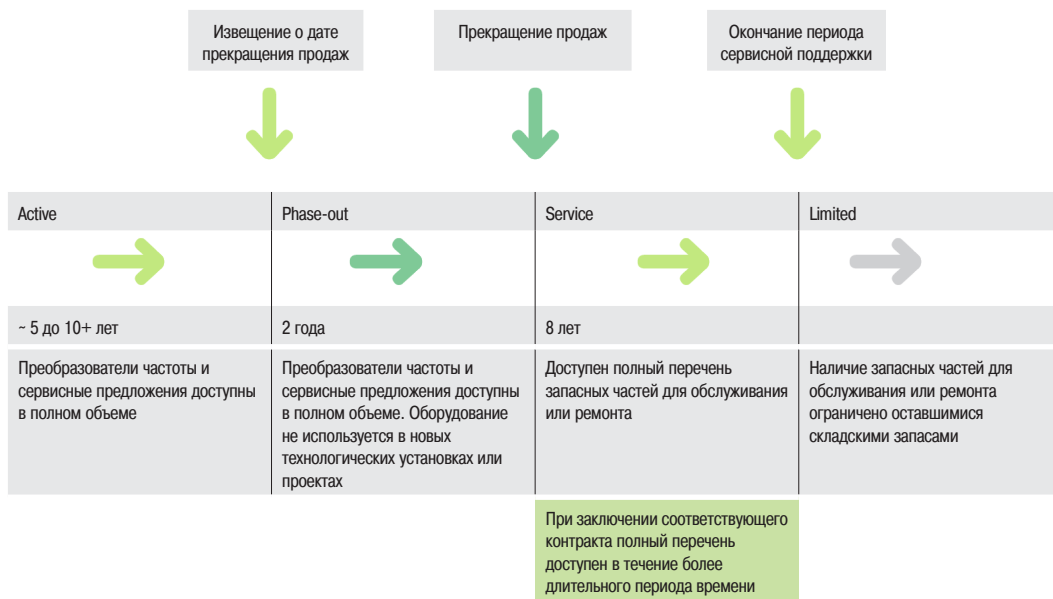 Извещение о дате
прекращения продаж
Прекращение продаж
Окончание периода
сервисной поддержки
Active
Phase-out
Service
Limited
~ 5 до 10+ лет
2 года
8 лет
Преобразователи частоты и
сервисные предложения доступны
в полном объеме
Преобразователи частоты и
сервисные предложения доступны
в полном объеме. Оборудование
не используется в новых
технологических установках или
проектах
Доступен полный перечень
запасных частей для обслуживания
или ремонта
Наличие запасных частей для
обслуживания или ремонта
ограничено оставшимися
складскими запасами
При заключении соответствующего
контракта полный перечень
доступен в течение более
длительного периода времени